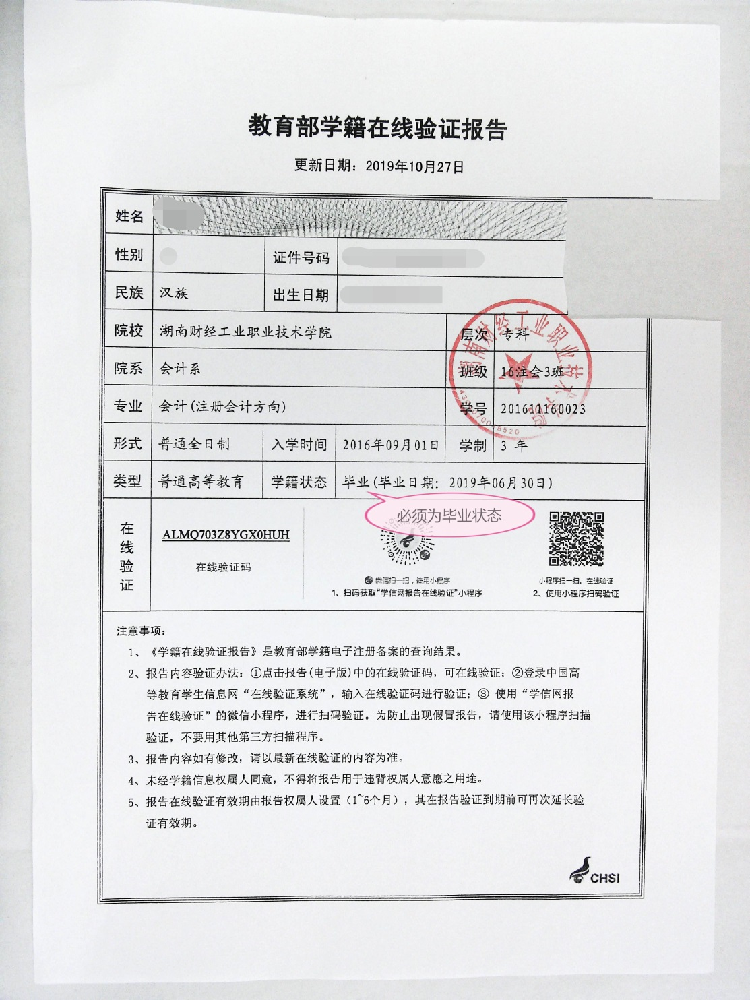 教育部学籍在线验证报告
更新日期：2019年10月27日
姓名
性别 证件号码
民族 汉族 出生日期
院校 湖南财经工业职业技术学院 层次 专科
院系 会计系 班级 16注会3班
专业 会计(注册会计方向) 学号 201611160023
形式 普通全日制 入学时间 2016年09月01日 学制 3 年
类型 普通高等教育 学籍状态 毕业(毕业日期：2019年06月30日)
湖南财经工业职业技术学院
必须为毕业状态
在线验证
ALMQ703Z8YGX0HUH
在线验证码
微信扫一扫，使用小程序
1、扫码获取“学信网报告在线验证”小程序
小程序扫一扫，在线验证
2、使用小程序扫码验证
注意事项：
1、《学籍在线验证报告》是教育部学籍电子注册备案的查询结果。
2、报告内容验证办法：①点击报告(电子版)中的在线验证码，可在线验证；②登录中国高
等教育学生信息网“在线验证系统”，输入在线验证码进行验证；③ 使用“学信网报
告在线验证”的微信小程序，进行扫码验证。为防止出现假冒报告，请使用该小程序扫描
验证，不要用其他第三方扫描程序。
3、报告内容如有修改，请以最新在线验证的内容为准。
4、未经学籍信息权属人同意，不得将报告用于违背权属人意愿之用途。
5、报告在线验证有效期由报告权属人设置（1~6个月），其在报告验证到期前可再次延长验
证有效期。
CHSI